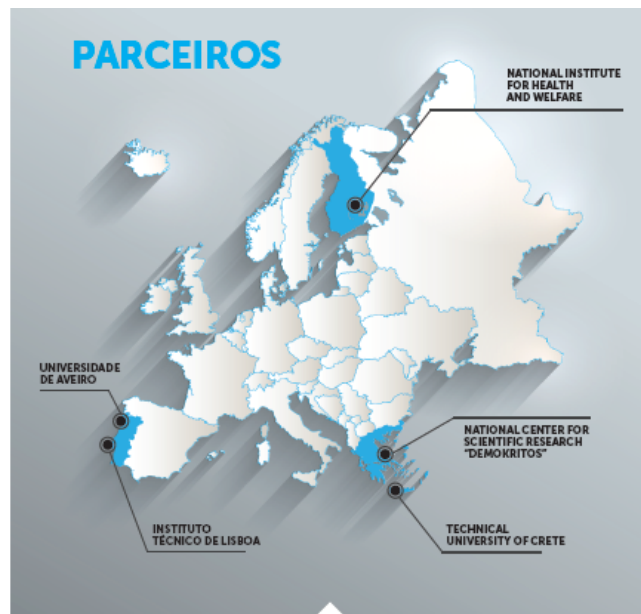 PARCEIROS
NATIONAL INSTITUTE
FOR HEALTH
AND WELFARE
UNIVERSIDADE
DE AVEIRO
NATIONAL CENTER FOR
SCIENTIFIC RESEARCH
"DEMOKRITOS"
INSTITUTO
TÉCNICO DE LISBOA
TECHNICAL
UNIVERSITY OF CRETE